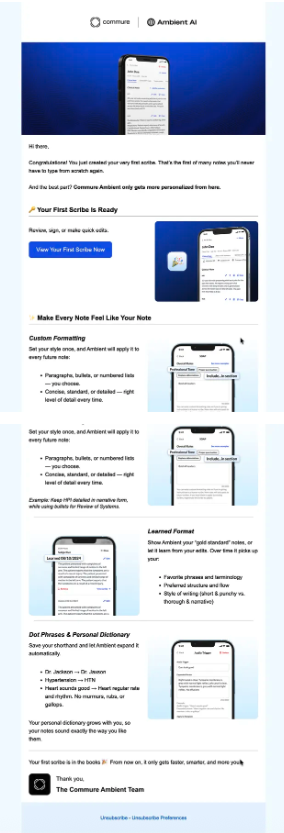 commure | Ambient AI
Hi there,
Congratulations! You just created your very first scribe. That's the first of many notes you'll never
have to type from scratch again.
And the best part? Commure Ambient only gets more personalized from here.
🔑 Your First Scribe Is Ready
Review, sign, or make quick edits.
View Your First Scribe Now
Make Every Note Feel Like Your Note
Custom Formatting
Set your style once, and Ambient will apply it to
every future note:
• Paragraphs, bullets, or numbered lists
— you choose.
• Concise, standard, or detailed — right
level of detail every time.
Set your style once, and Ambient will apply it to
every future note:
• Paragraphs, bullets, or numbered lists
— you choose.
• Concise, standard, or detailed — right
level of detail every time.
Example: Keep HPI detailed in narrative form,
while using bullets for Review of Systems.
Learned Format
Show Ambient your "gold standard" notes, or
let it learn from your edits. Over time it picks up
your:
• Favorite phrases and terminology
• Preferred structure and flow
• Style of writing (short & punchy vs.
thorough & narrative)
Dot Phrases & Personal Dictionary
Save your shorthand and let Ambient expand it
automatically.
• Dr. Jackson → Dr. Jaxson
• Hypertension → HTN
• Heart sounds good → Heart regular rate
and rhythm. No murmurs, rubs, or
gallops.
Your personal dictionary grows with you, so
your notes sound exactly the way you like
them.
Your first scribe is in the books 🎉 From now on, it only gets faster, smarter, and more you.
Thank you,
The Commure Ambient Team
Unsubscribe - Unsubscribe Preferences